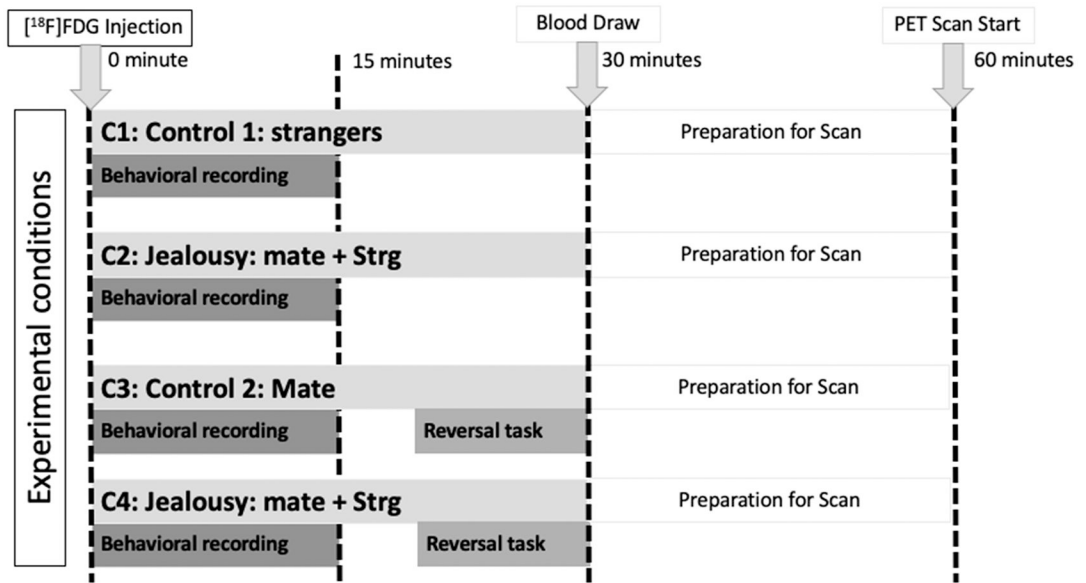 [¹⁸F]FDG Injection
Blood Draw
PET Scan Start
0 minute
15 minutes
30 minutes
60 minutes
Experimental conditions
C1: Control 1: strangers
Preparation for Scan
Behavioral recording
C2: Jealousy: mate + Strg
Preparation for Scan
Behavioral recording
C3: Control 2: Mate
Preparation for Scan
Behavioral recording
Reversal task
C4: Jealousy: mate + Strg
Preparation for Scan
Behavioral recording
Reversal task